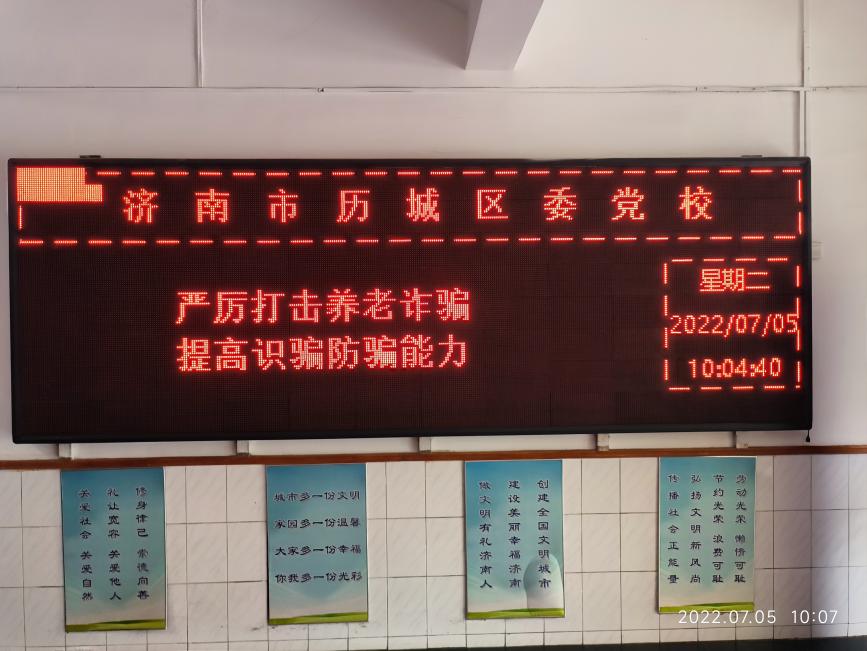 济南市历城区委党校
严厉打击养老诈骗
提高识骗防骗能力
星期二
2022/07/05
10:04:40
修身律己 崇德向善
礼让宽容 关爱他人
关爱社会 关爱自然
城市多一份文明
家园多一份温馨
大家多一份幸福
你我多一份光彩
创建全国文明城市
建设美丽幸福济南
做文明有礼济南人
劳动光荣 懒惰可耻
节约光荣 浪费可耻
弘扬文明新风尚
传播社会正能量
2022.07.05 10:07